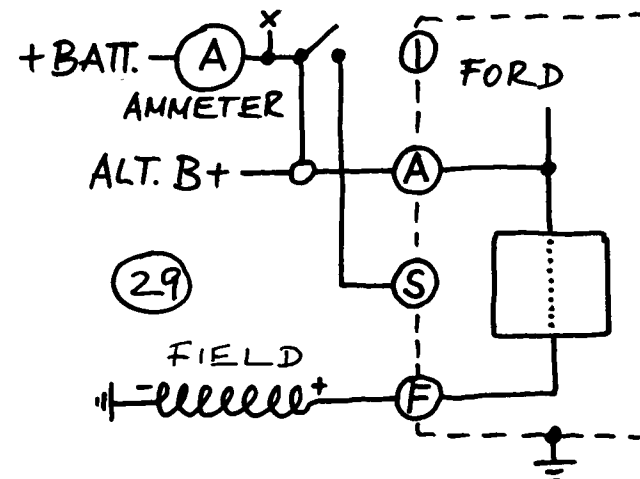 X
+BATT. A I FORD
AMMETER
ALT. B+ A
29 S
FIELD
- + F